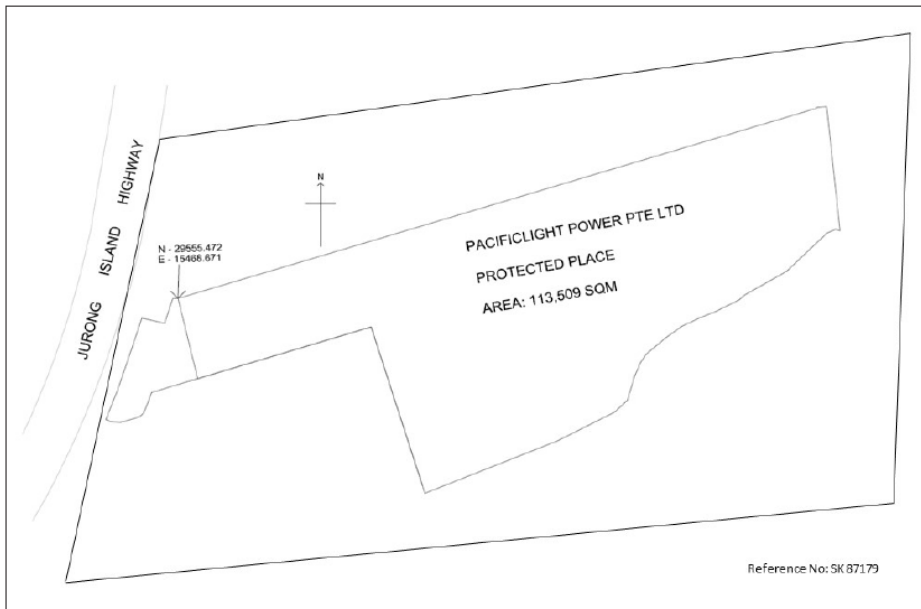 JURONG ISLAND HIGHWAY
N
N - 29555.472
E - 15468.671
PACIFICLIGHT POWER PTE LTD
PROTECTED PLACE
AREA: 113,509 SQM
Reference No: SK 87179